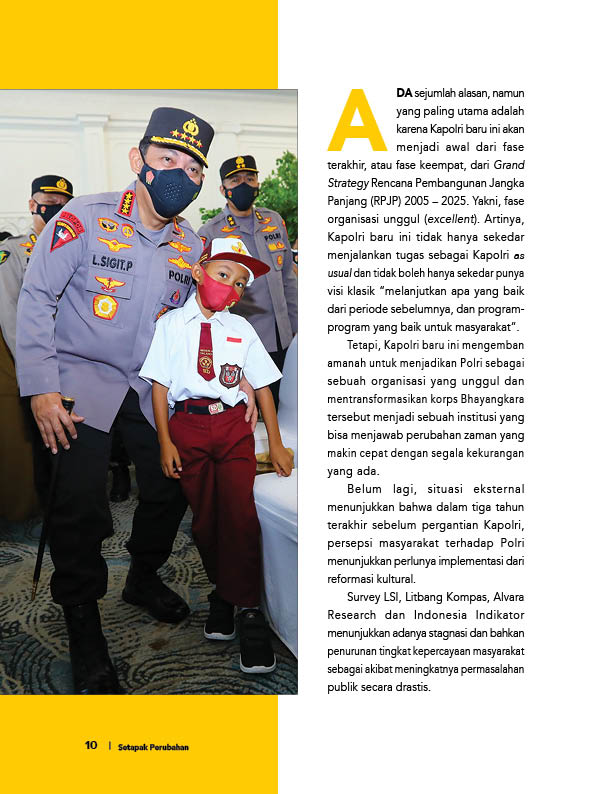 L.SIGIT.P
POLRI
ADA sejumlah alasan, namun
yang paling utama adalah
karena Kapolri baru ini akan
menjadi awal dari fase
terakhir, atau fase keempat, dari Grand
Strategy Rencana Pembangunan Jangka
Panjang (RPJP) 2005 – 2025. Yakni, fase
organisasi unggul (excellent). Artinya,
Kapolri baru ini tidak hanya sekedar
menjalankan tugas sebagai Kapolri as
usual dan tidak boleh hanya sekedar punya
visi klasik “melanjutkan apa yang baik
dari periode sebelumnya, dan program-
program yang baik untuk masyarakat”.
Tetapi, Kapolri baru ini mengemban
amanah untuk menjadikan Polri sebagai
sebuah organisasi yang unggul dan
mentransformasikan korps Bhayangkara
tersebut menjadi sebuah institusi yang
bisa menjawab perubahan zaman yang
makin cepat dengan segala kekurangan
yang ada.
Belum lagi, situasi eksternal
menunjukkan bahwa dalam tiga tahun
terakhir sebelum pergantian Kapolri,
persepsi masyarakat terhadap Polri
menunjukkan perlunya implementasi dari
reformasi kultural.
Survey LSI, Litbang Kompas, Alvara
Research dan Indonesia Indikator
menunjukkan adanya stagnasi dan bahkan
penurunan tingkat kepercayaan masyarakat
sebagai akibat meningkatnya permasalahan
publik secara drastis.
10 | Setapak Perubahan